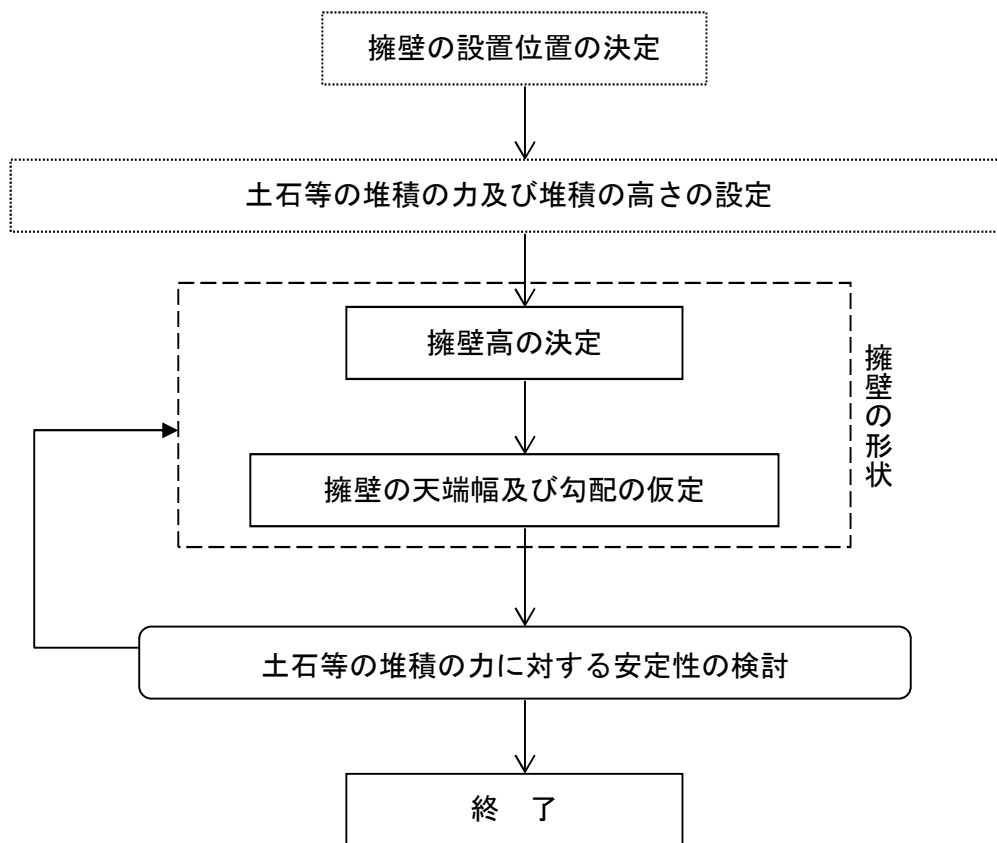 擁壁の設置位置の決定
土石等の堆積の力及び堆積の高さの設定
擁壁高の決定
擁壁の天端幅及び勾配の仮定
擁壁の形状
土石等の堆積の力に対する安定性の検討
終　了